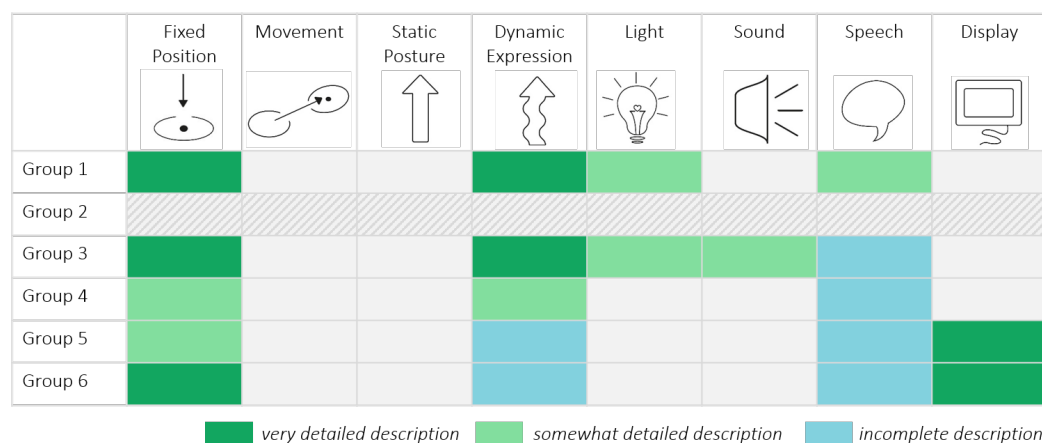 Fixed Position
Movement
Static Posture
Dynamic Expression
Light
Sound
Speech
Display
Group 1
Group 2
Group 3
Group 4
Group 5
Group 6
very detailed description
somewhat detailed description
incomplete description